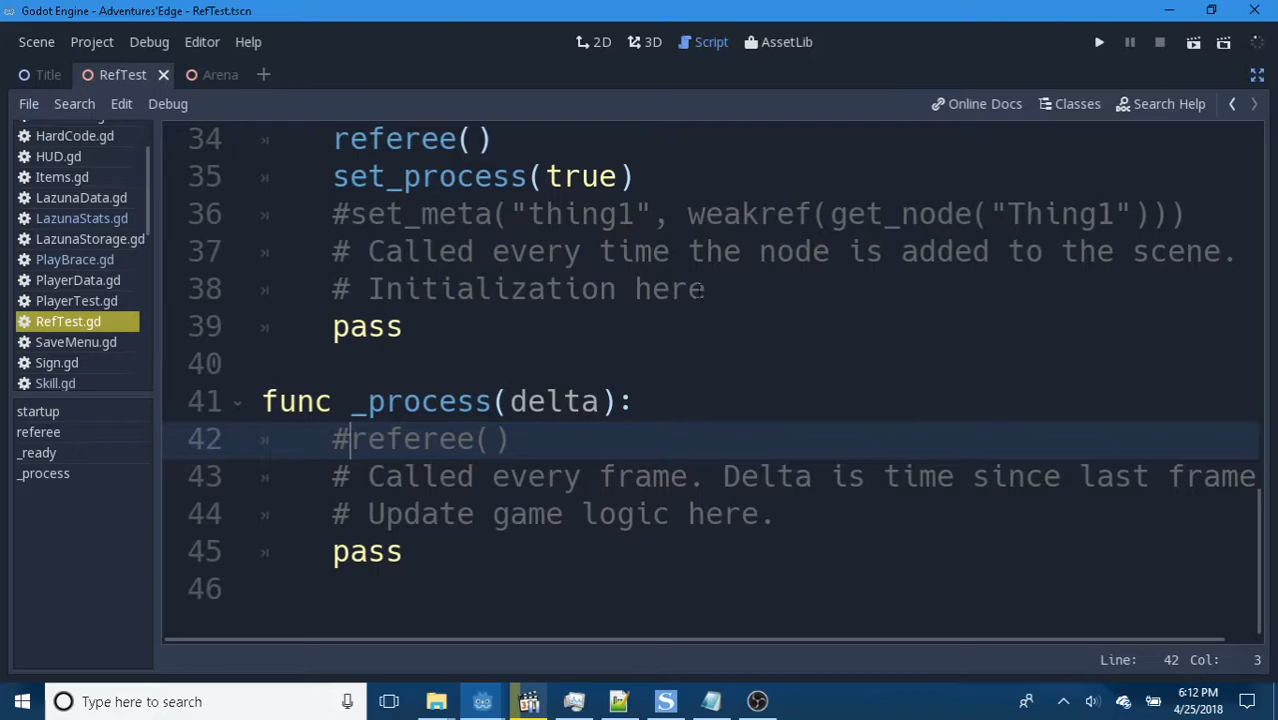 Godot Engine - Adventures'Edge - RefTest.tscn
Scene Project Debug Editor Help 2D 3D Script AssetLib
Title RefTest Arena
File Search Edit Debug Online Docs Classes Search Help
HardCode.gd
HUD.gd
Items.gd
LazunaData.gd
LazunaStats.gd
LazunaStorage.gd
PlayBrace.gd
PlayerData.gd
PlayerTest.gd
RefTest.gd
SaveMenu.gd
Sign.gd
Skill.gd
startup
referee
_ready
_process
34 referee()
35 set_process(true)
36 #set_meta("thing1", weakref(get_node("Thing1")))
37 # Called every time the node is added to the scene.
38 # Initialization here
39 pass
40
41 func _process(delta):
42 #referee()
43 # Called every frame. Delta is time since last frame
44 # Update game logic here.
45 pass
46
Line: 42 Col: 3
Type here to search
6:12 PM
4/25/2018